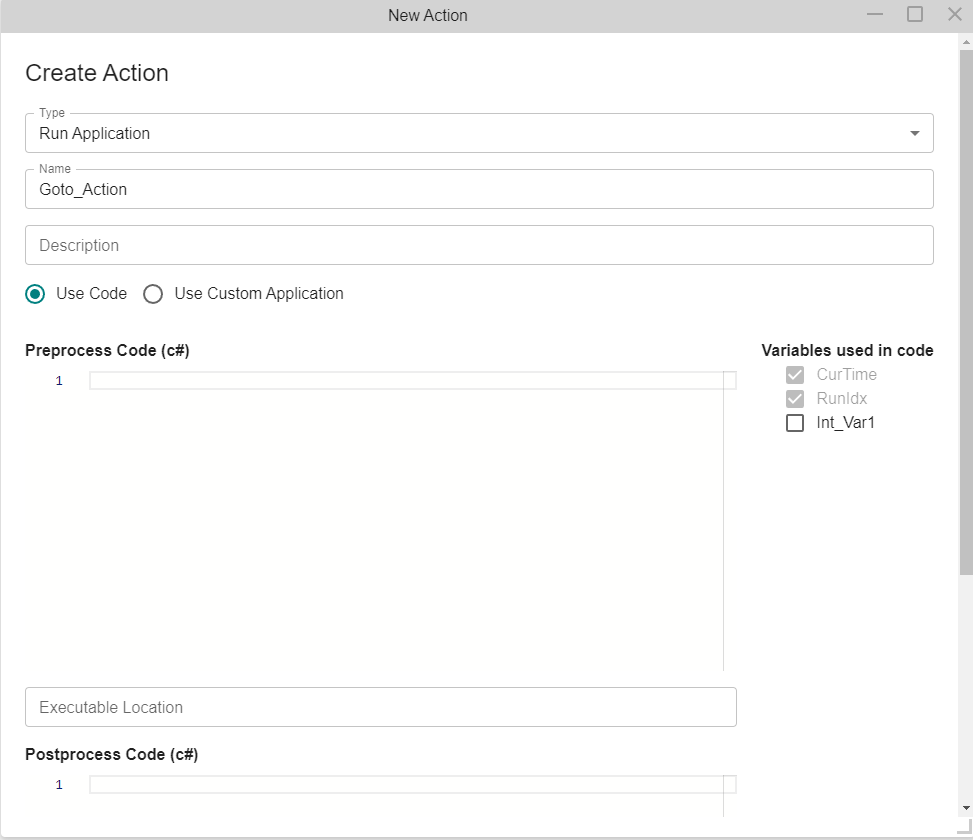 New Action
Create Action
Type
Run Application
Name
Goto_Action
Description
Use Code Use Custom Application
Preprocess Code (c#)
1
Variables used in code
CurTime
RunIdx
Int_Var1
Executable Location
Postprocess Code (c#)
1